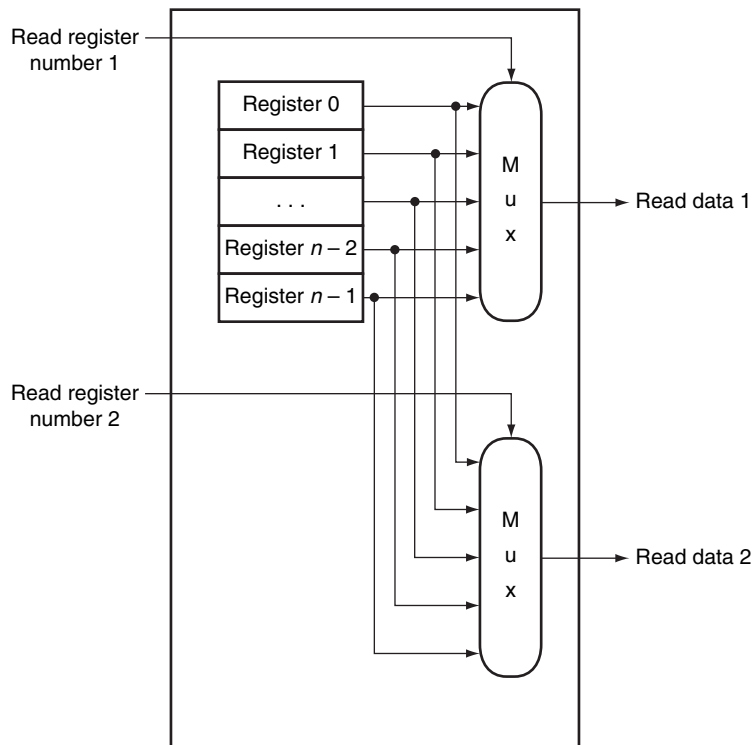 Read register
number 1
Register 0
Register 1
. . .
Register n – 2
Register n – 1
M
u
x
Read data 1
Read register
number 2
M
u
x
Read data 2